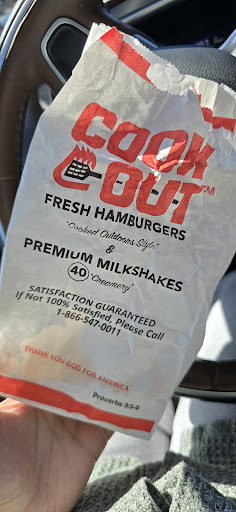 COOK
OUT™
FRESH HAMBURGERS
"Cooked Outdoors Style"
&
PREMIUM MILKSHAKES
40 "Creamery"
SATISFACTION GUARANTEED
If Not 100% Satisfied, Please Call
1-866-547-0011
THANK YOU GOD FOR AMERICA
Proverbs 3:5-6